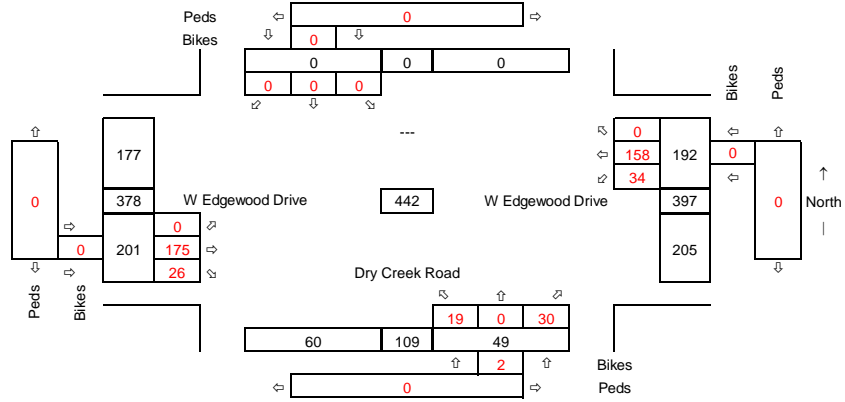 Peds 0
Bikes 0
0 0 0
0 0 0
Bikes Peds
---
177 0
158 192 0
34
0 378 W Edgewood Drive 442 W Edgewood Drive 397 0 North
0
0 201 175 205
26
Dry Creek Road
Peds Bikes
19 0 30
60 109 49
2 Bikes
0 Peds